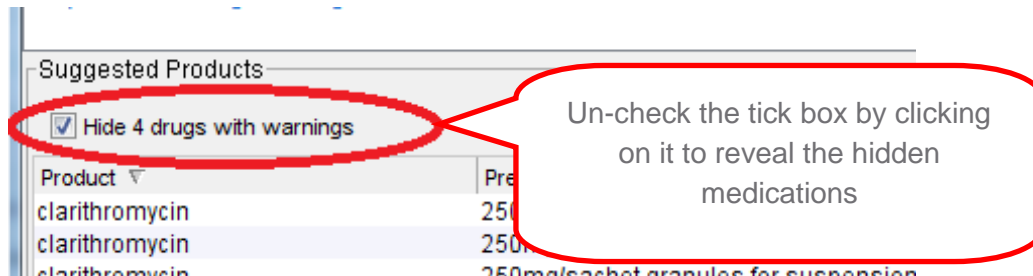 Suggested Products
Hide 4 drugs with warnings
Un-check the tick box by clicking
on it to reveal the hidden
medications
Product
clarithromycin
clarithromycin
clarithromycin 250mg/sachet granules for suspension